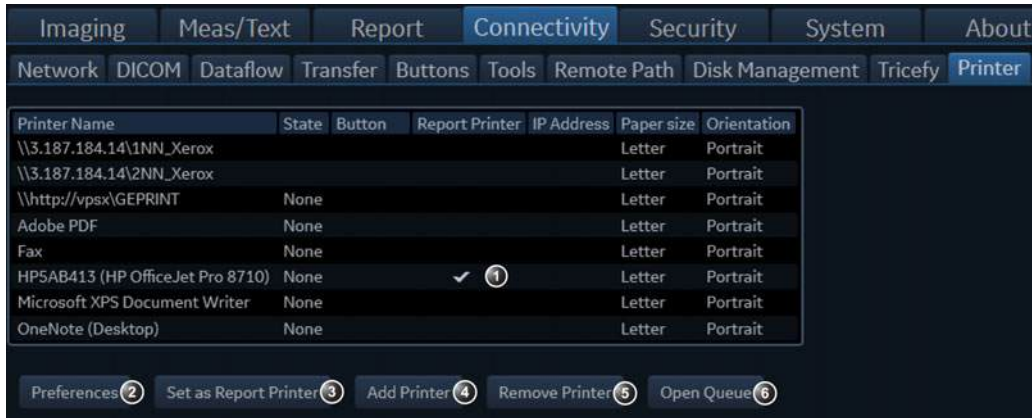 Imaging Meas/Text Report Connectivity Security System About
Network DICOM Dataflow Transfer Buttons Tools Remote Path Disk Management Tricefy Printer
Printer Name State Button Report Printer IP Address Paper size Orientation
\\3.187.184.14\1NN_Xerox Letter Portrait
\\3.187.184.14\2NN_Xerox Letter Portrait
\\http://vpsx\GEPRINT None Letter Portrait
Adobe PDF None Letter Portrait
Fax None Letter Portrait
HP5AB413 (HP OfficeJet Pro 8710) None ✓ 1 Letter Portrait
Microsoft XPS Document Writer None Letter Portrait
OneNote (Desktop) None Letter Portrait
Preferences 2 Set as Report Printer 3 Add Printer 4 Remove Printer 5 Open Queue 6